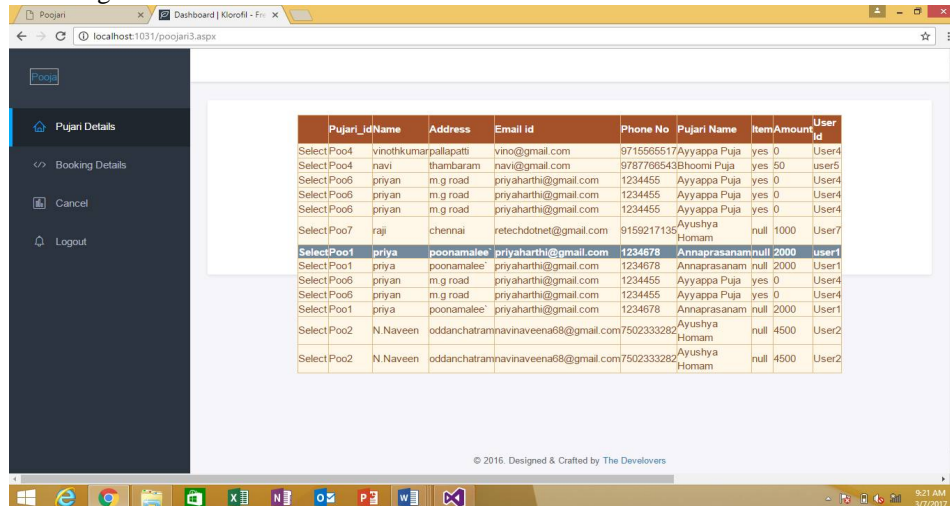 Poojari
Dashboard | Klorofil - Fre
localhost:1031/poojari3.aspx
Pooja
Pujari Details
Booking Details
Cancel
Logout
Pujari_id Name Address Email id Phone No Pujari Name Item Amount User Id
Select Poo4 vinothkumar pallapatti vino@gmail.com 9715565517 Ayyappa Puja yes 0 User4
Select Poo4 navi thambaram navi@gmail.com 9787766543 Bhoomi Puja yes 50 user5
Select Poo6 priyan m.g road priyaharthi@gmail.com 1234455 Ayyappa Puja yes 0 User4
Select Poo6 priyan m.g road priyaharthi@gmail.com 1234455 Ayyappa Puja yes 0 User4
Select Poo6 priyan m.g road priyaharthi@gmail.com 1234455 Ayyappa Puja yes 0 User4
Select Poo7 raji chennai retechdotnet@gmail.com 9159217135 Ayushya Homam null 1000 User7
Select Poo1 priya poonamalee` priyaharthi@gmail.com 1234678 Annaprasanam null 2000 user1
Select Poo1 priya poonamalee` priyaharthi@gmail.com 1234678 Annaprasanam null 2000 User1
Select Poo6 priyan m.g road priyaharthi@gmail.com 1234455 Ayyappa Puja yes 0 User4
Select Poo6 priyan m.g road priyaharthi@gmail.com 1234455 Ayyappa Puja yes 0 User4
Select Poo1 priya poonamalee` priyaharthi@gmail.com 1234678 Annaprasanam null 2000 User1
Select Poo2 N.Naveen oddanchatram navinaveena68@gmail.com 7502333282 Ayushya Homam null 4500 User2
Select Poo2 N.Naveen oddanchatram navinaveena68@gmail.com 7502333282 Ayushya Homam null 4500 User2
© 2016. Designed & Crafted by The Develovers
9:21 AM
3/7/2017